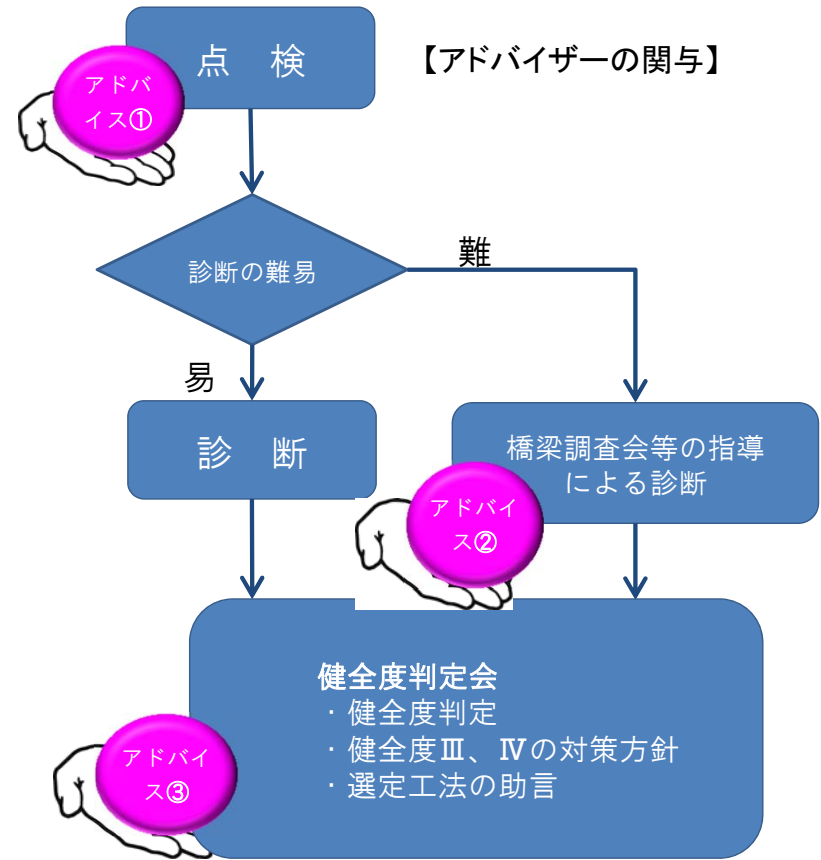 点　検
【アドバイザーの関与】
アドバ
イス①
診断の難易
難
易
診　断
橋梁調査会等の指導
による診断
アドバイ
ス②
健全度判定会
・健全度判定
・健全度Ⅲ、Ⅳの対策方針
・選定工法の助言
アドバイ
ス③